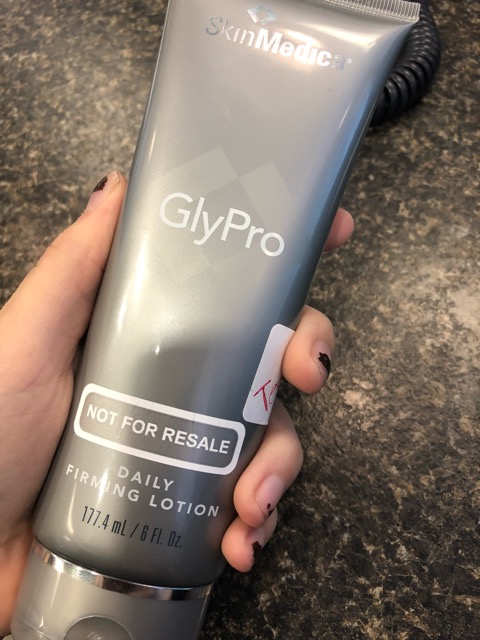 SkinMedica®
GlyPro
NOT FOR RESALE
DAILY
FIRMING LOTION
177.4 mL / 6 Fl. Oz.